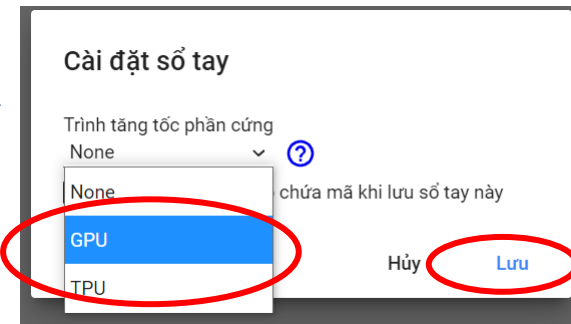 Cài đặt sổ tay
Trình tăng tốc phần cứng
None
None
chứa mã khi lưu sổ tay này
GPU
Hủy
Lưu
TPU